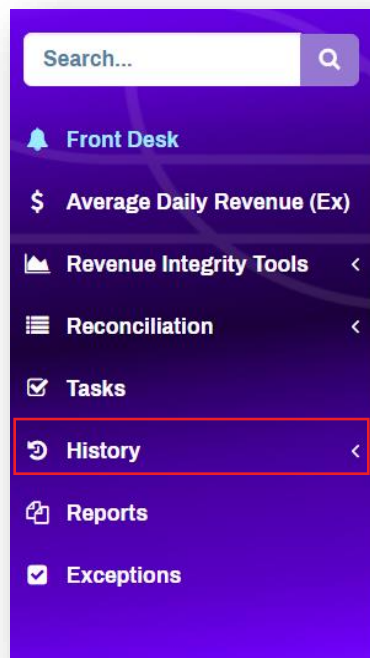 Search...
Front Desk
Average Daily Revenue (Ex)
Revenue Integrity Tools
Reconciliation
Tasks
History
Reports
Exceptions